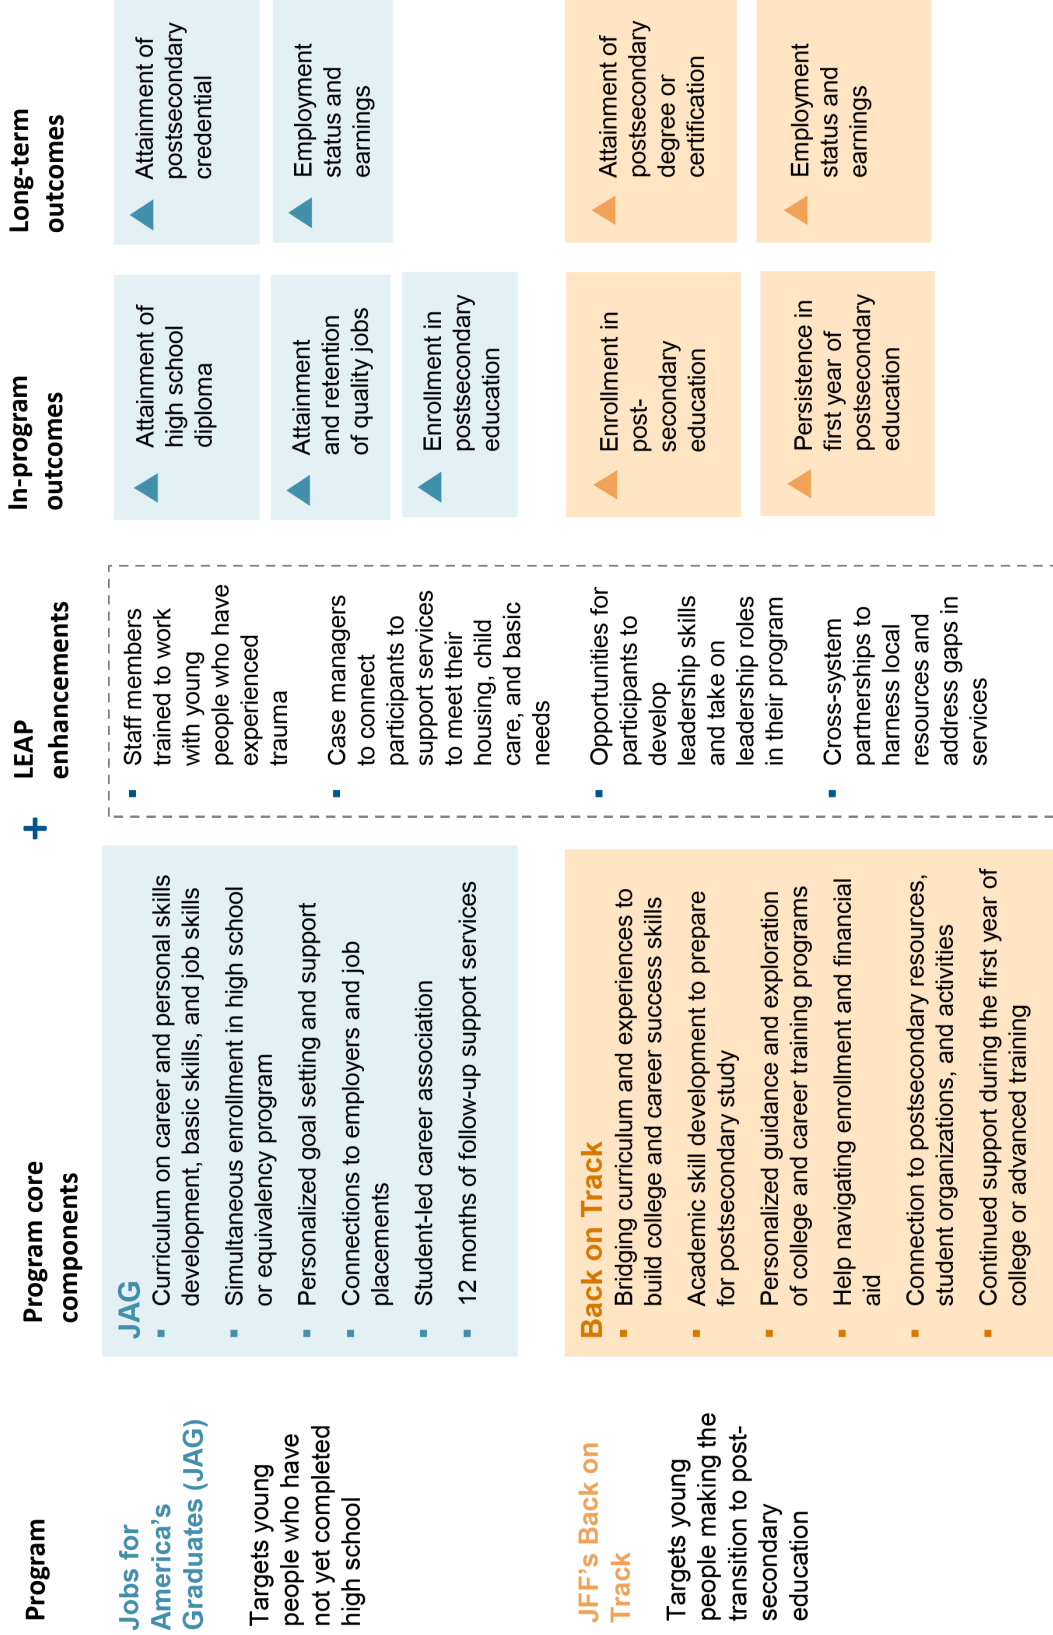 Program
Program core
components
+
LEAP
enhancements
In-program
outcomes
Long-term
outcomes
Jobs for
America's
Graduates (JAG)
Targets young
people who have
not yet completed
high school
JAG
▪ Curriculum on career and personal skills
development, basic skills, and job skills
▪ Simultaneous enrollment in high school
or equivalency program
▪ Personalized goal setting and support
▪ Connections to employers and job
placements
▪ Student-led career association
▪ 12 months of follow-up support services
▪ Staff members
trained to work
with young
people who have
experienced
trauma
▪ Case managers
to connect
participants to
support services
to meet their
housing, child
care, and basic
needs
▪ Opportunities for
participants to
develop
leadership skills
and take on
leadership roles
in their program
▪ Cross-system
partnerships to
harness local
resources and
address gaps in
services
Attainment of
high school
diploma
Attainment
and retention
of quality jobs
Enrollment in
postsecondary
education
Attainment of
postsecondary
credential
Employment
status and
earnings
JFF's Back on
Track
Targets young
people making the
transition to post-
secondary
education
Back on Track
▪ Bridging curriculum and experiences to
build college and career success skills
▪ Academic skill development to prepare
for postsecondary study
▪ Personalized guidance and exploration
of college and career training programs
▪ Help navigating enrollment and financial
aid
▪ Connection to postsecondary resources,
student organizations, and activities
▪ Continued support during the first year of
college or advanced training
Enrollment in
post-
secondary
education
Persistence in
first year of
postsecondary
education
Attainment of
postsecondary
degree or
certification
Employment
status and
earnings